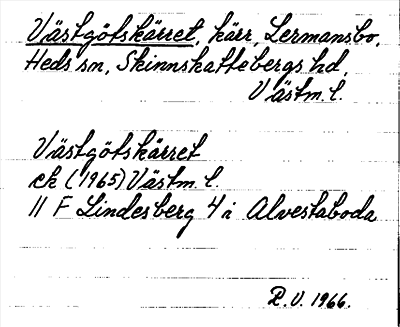 Västgötskärret, kärr, Lermansbo,
Heds sn, Skinnskattebergs hd,
Västm. l.
Västgötskärret
ek (1965) Västm. l.
11 F Lindesberg 4 i Alvestaboda
R.V. 1966.